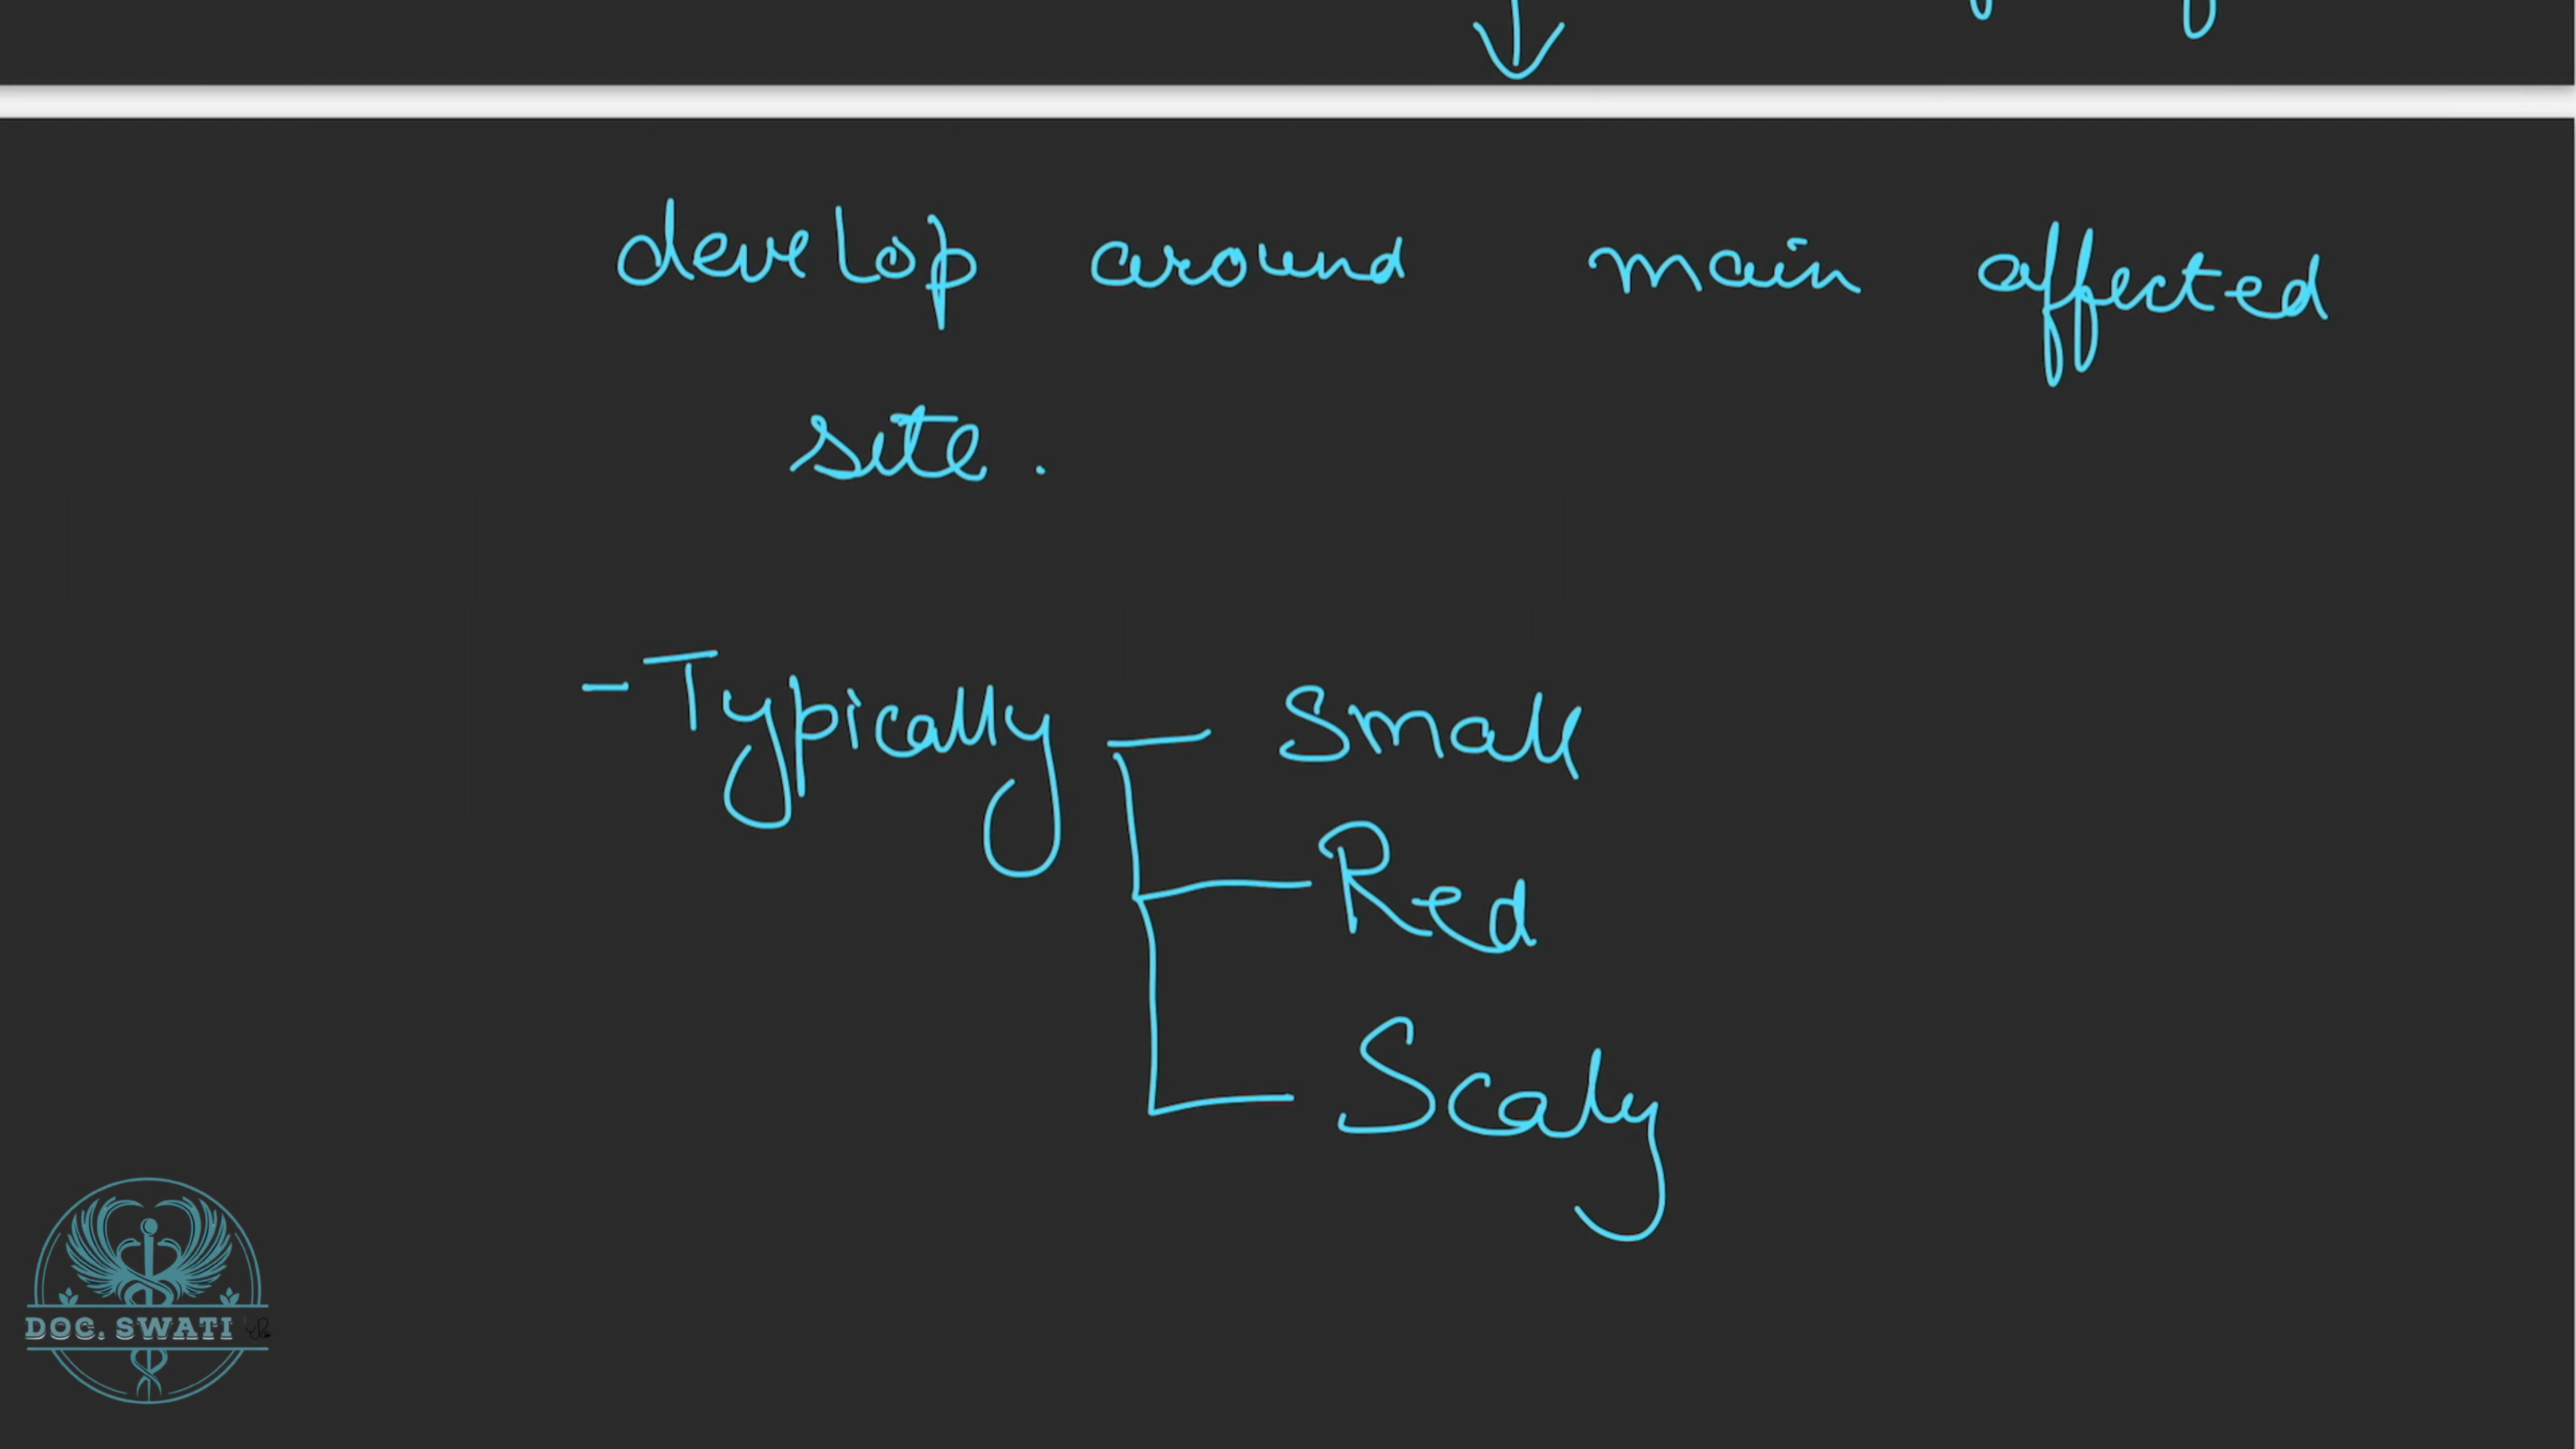 develop around main affected
site.
- Typically - Small
Red
Scaly
DOC. SWATI